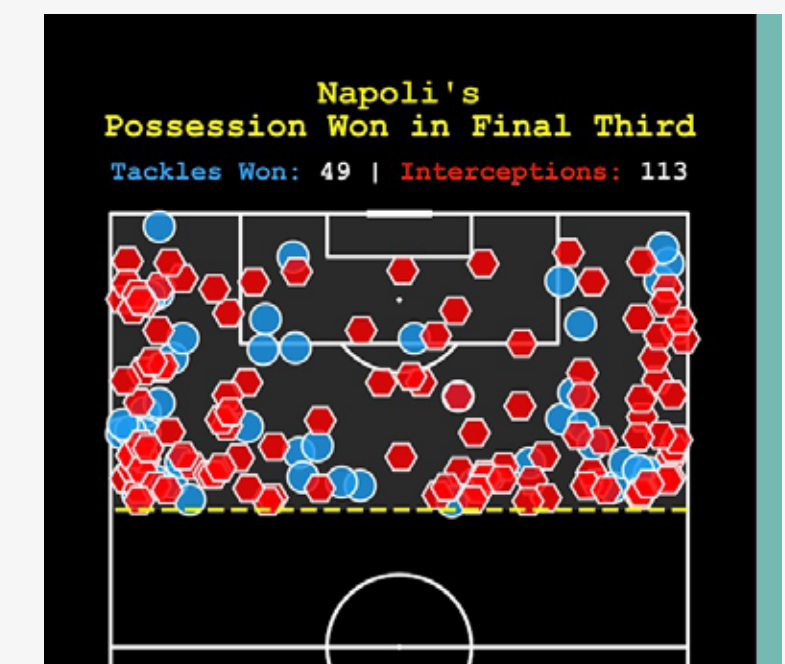 Napoli's
Possession Won in Final Third
Tackles Won: 49 | Interceptions: 113